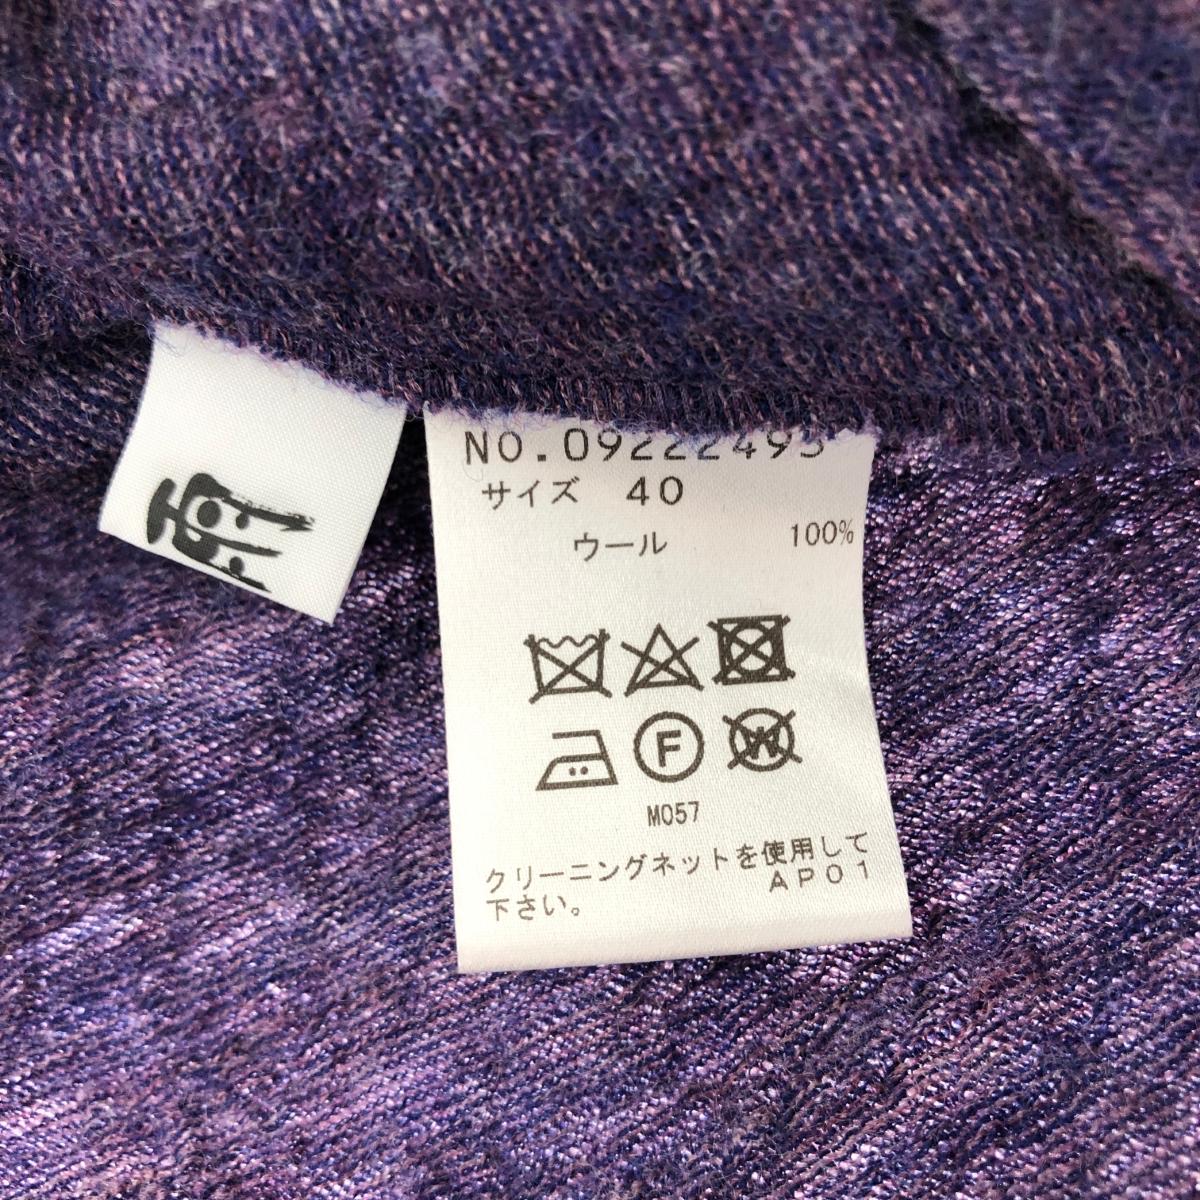 NO.09222495
サイズ 40
ウール 100%
F
W
M057
クリーニングネットを使用して
下さい。
AP01